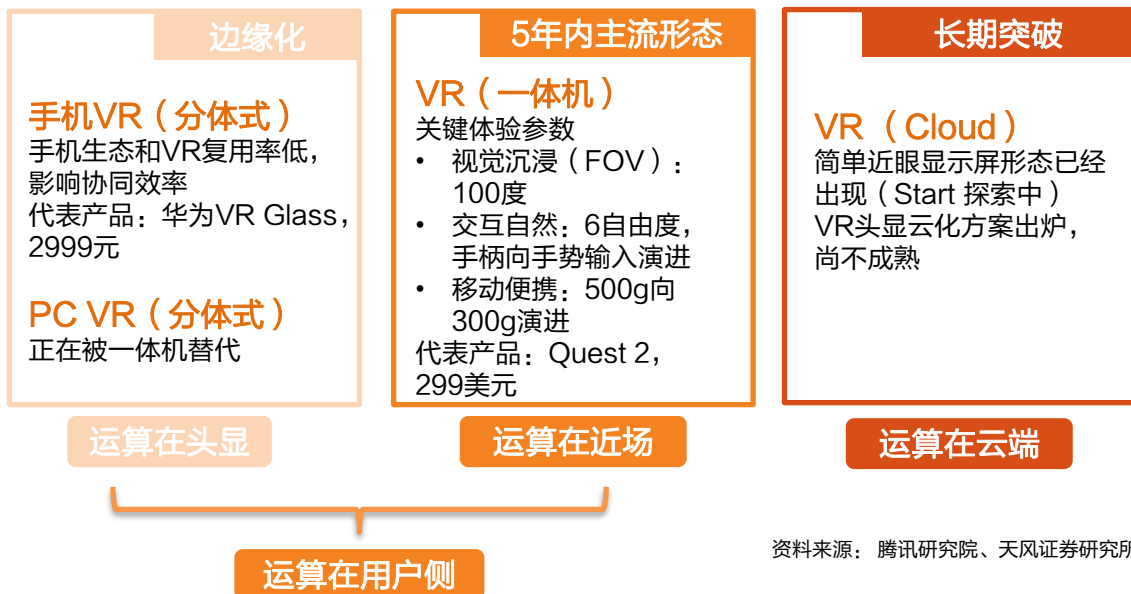 边缘化
手机VR（分体式）
手机生态和VR复用率低，
影响协同效率
代表产品：华为VR Glass，
2999元
PC VR（分体式）
正在被一体机替代
运算在头显
5年内主流形态
VR（一体机）
关键体验参数
• 视觉沉浸（FOV）：
100度
• 交互自然：6自由度，
手柄向手势输入演进
• 移动便携：500g向
300g演进
代表产品：Quest 2，
299美元
运算在近场
长期突破
VR （Cloud）
简单近眼显示屏形态已经
出现（Start 探索中）
VR头显云化方案出炉，
尚不成熟
运算在云端
运算在用户侧
资料来源： 腾讯研究院、天风证券研究所